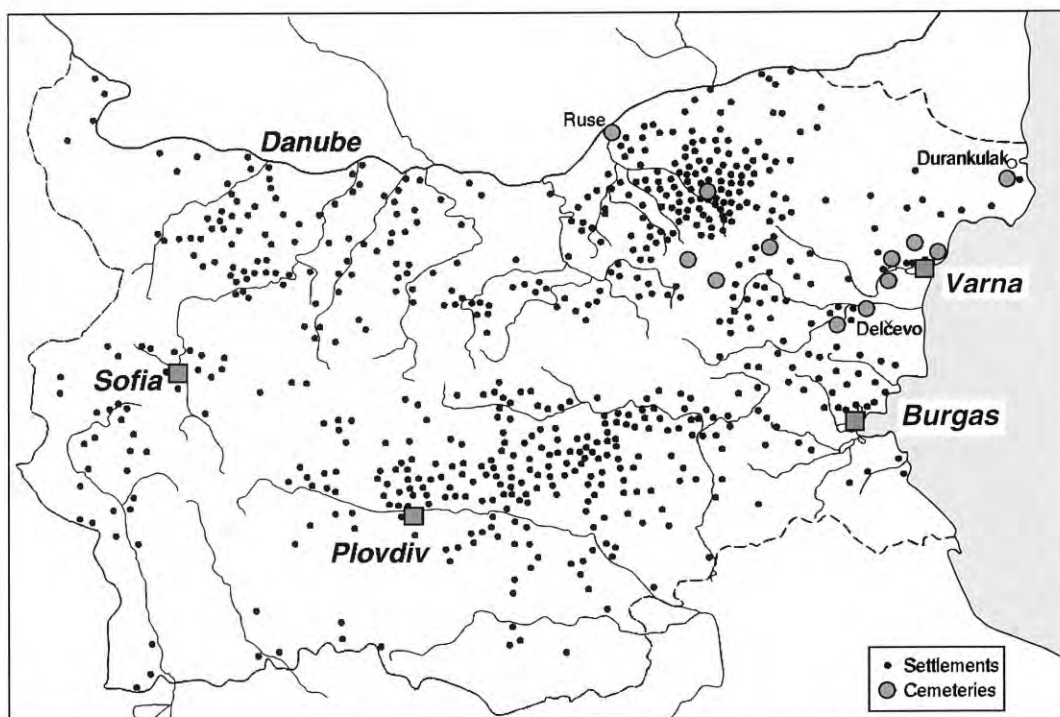 Ruse
Danube
Durankulak
Varna
Delčevo
Sofia
Burgas
Plovdiv
Settlements
Cemeteries